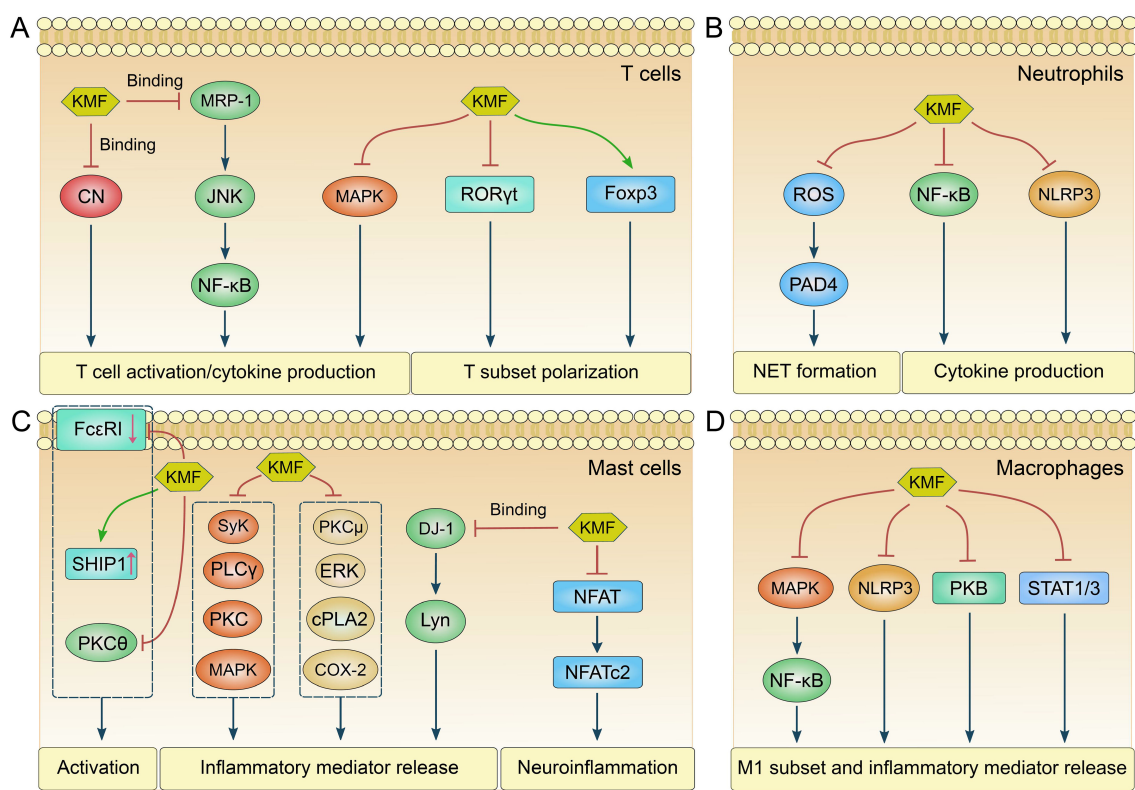 A
T cells
KMF
Binding
MRP-1
KMF
Binding
CN
JNK
MAPK
RORγt
Foxp3
NF-κB
T cell activation/cytokine production
T subset polarization
B
Neutrophils
KMF
ROS
NF-κB
NLRP3
PAD4
NET formation
Cytokine production
C
FcεRI
Mast cells
KMF
KMF
SHIP1
PKCθ
SyK
PLCγ
PKC
MAPK
PKCμ
ERK
cPLA2
COX-2
DJ-1
Binding
KMF
Lyn
NFAT
NFATc2
Activation
Inflammatory mediator release
Neuroinflammation
D
Macrophages
KMF
MAPK
NLRP3
PKB
STAT1/3
NF-κB
M1 subset and inflammatory mediator release